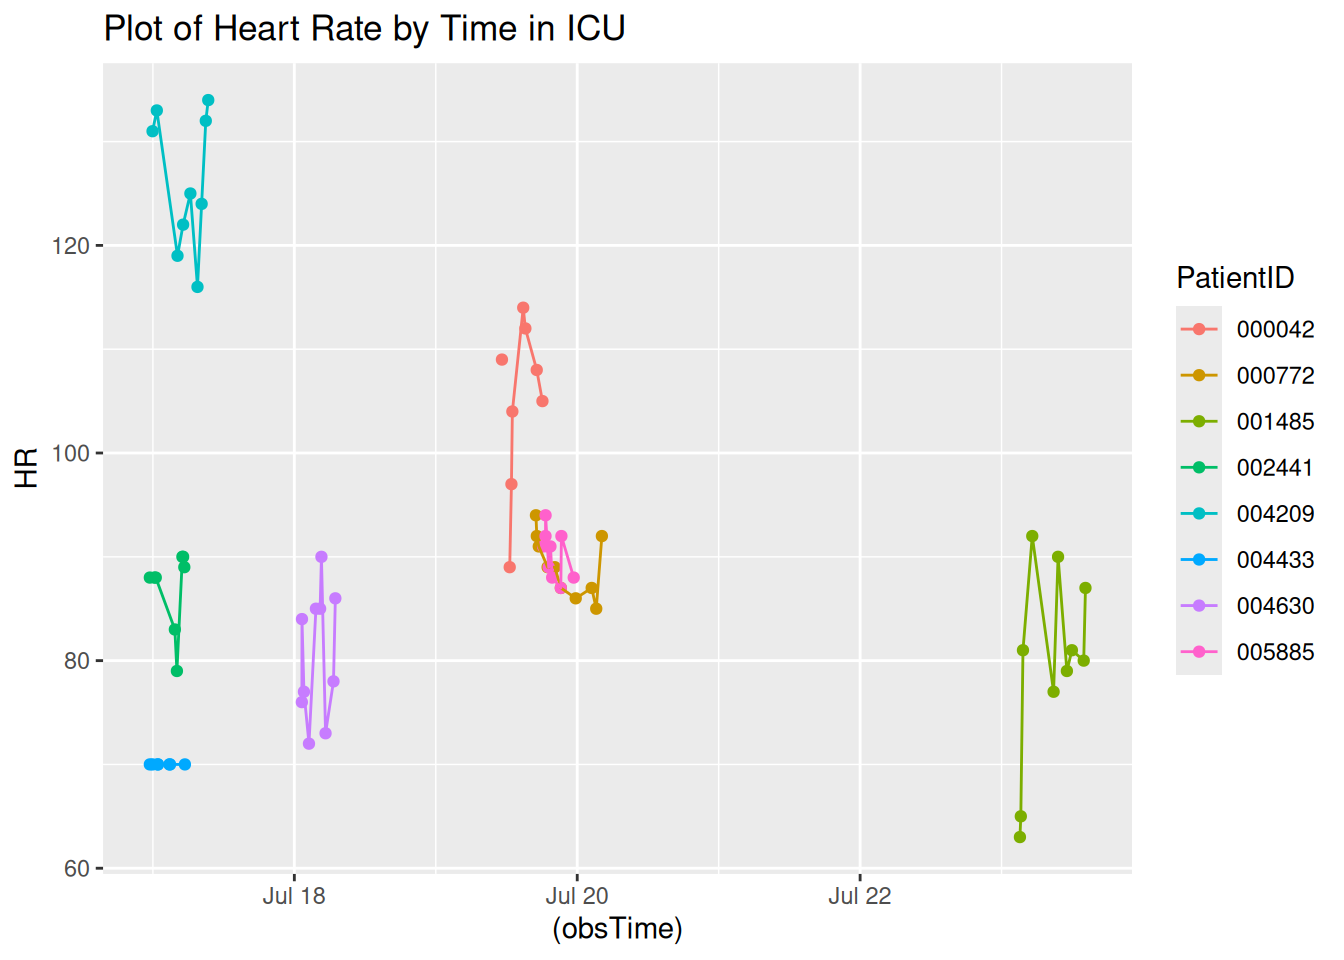 Plot of Heart Rate by Time in ICU
HR
120
100
80
60
Jul 18
Jul 20
Jul 22
(obsTime)
PatientID
000042
000772
001485
002441
004209
004433
004630
005885